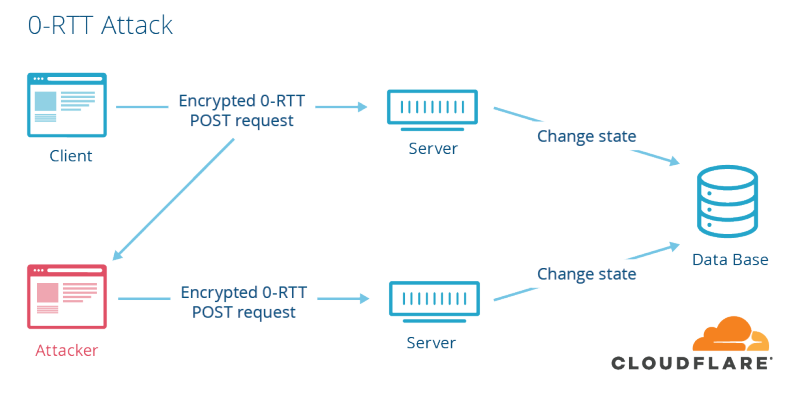 0-RTT Attack
Encrypted 0-RTT
POST request
Client
Server
Change state
Data Base
Encrypted 0-RTT
POST request
Change state
Attacker
Server
CLOUDFLARE